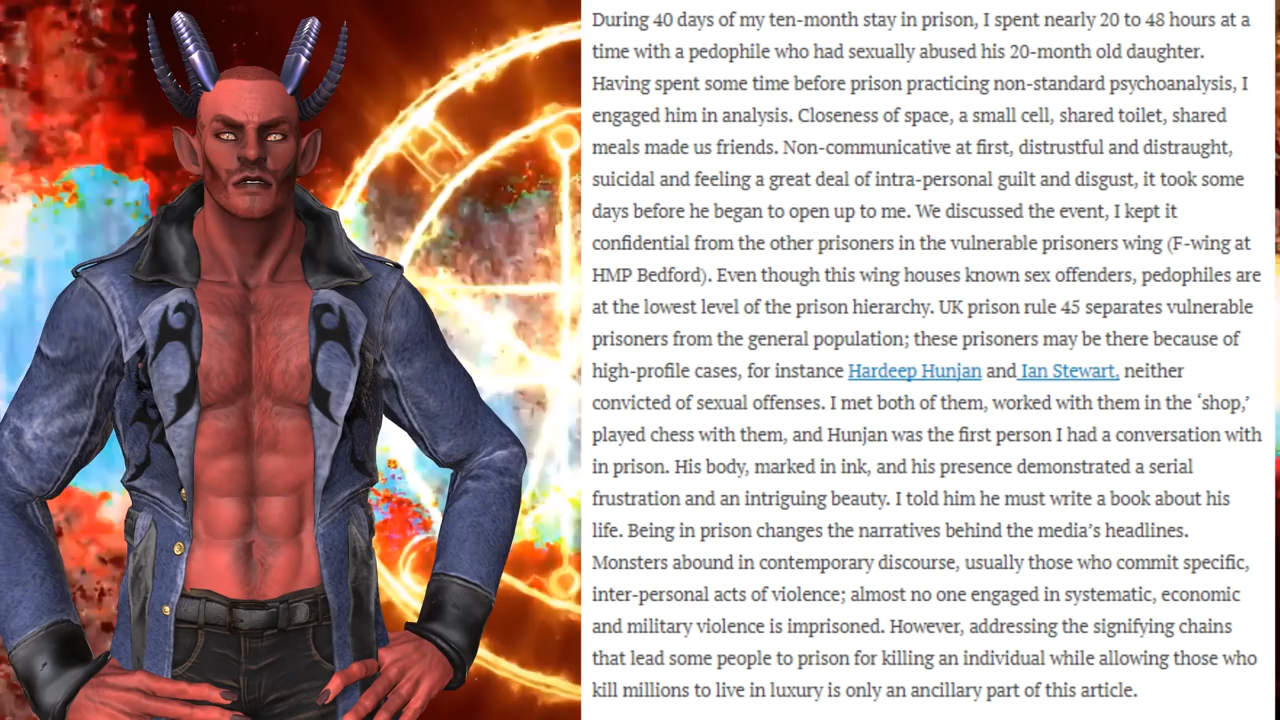 During 40 days of my ten-month stay in prison, I spent nearly 20 to 48 hours at a
time with a pedophile who had sexually abused his 20-month old daughter.
Having spent some time before prison practicing non-standard psychoanalysis, I
engaged him in analysis. Closeness of space, a small cell, shared toilet, shared
meals made us friends. Non-communicative at first, distrustful and distraught,
suicidal and feeling a great deal of intra-personal guilt and disgust, it took some
days before he began to open up to me. We discussed the event, I kept it
confidential from the other prisoners in the vulnerable prisoners wing (F-wing at
HMP Bedford). Even though this wing houses known sex offenders, pedophiles are
at the lowest level of the prison hierarchy. UK prison rule 45 separates vulnerable
prisoners from the general population; these prisoners may be there because of
high-profile cases, for instance Hardeep Hunjan and Ian Stewart, neither
convicted of sexual offenses. I met both of them, worked with them in the ‘shop,’
played chess with them, and Hunjan was the first person I had a conversation with
in prison. His body, marked in ink, and his presence demonstrated a serial
frustration and an intriguing beauty. I told him he must write a book about his
life. Being in prison changes the narratives behind the media’s headlines.
Monsters abound in contemporary discourse, usually those who commit specific,
inter-personal acts of violence; almost no one engaged in systematic, economic
and military violence is imprisoned. However, addressing the signifying chains
that lead some people to prison for killing an individual while allowing those who
kill millions to live in luxury is only an ancillary part of this article.